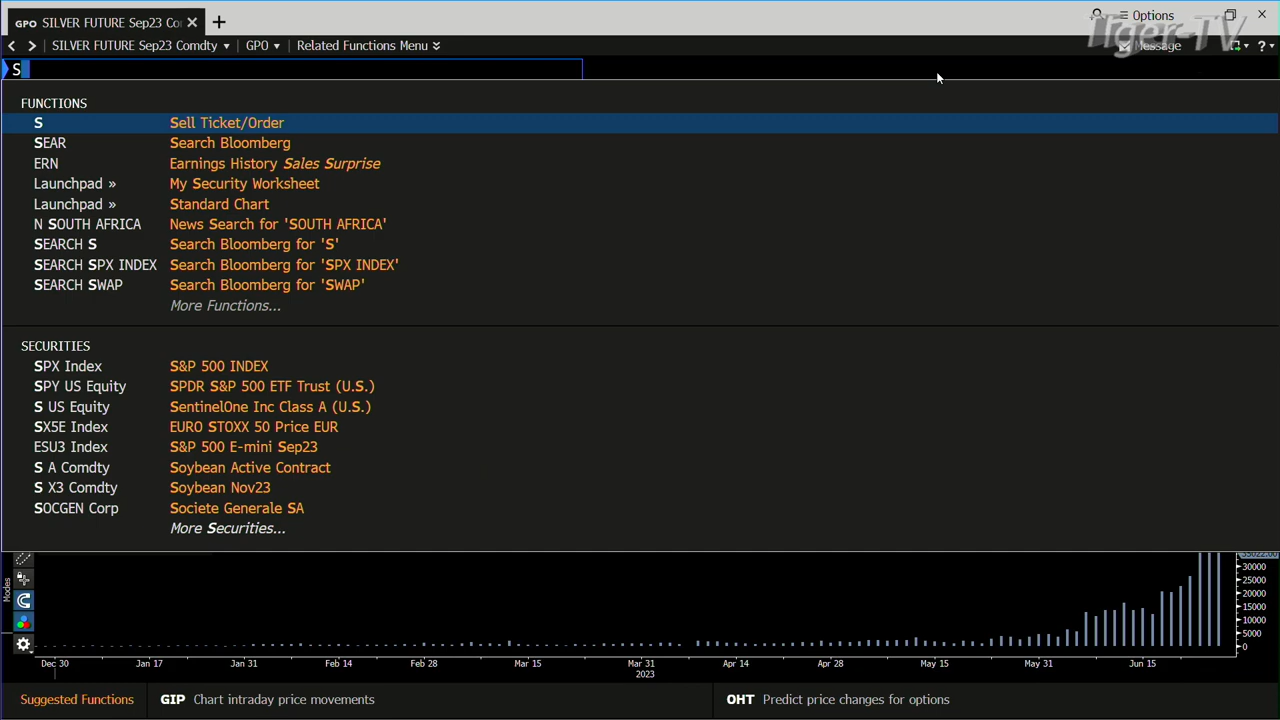 GPO SILVER FUTURE Sep23 Co
Options
SILVER FUTURE Sep23 Comdty GPO Related Functions Menu
Message
Tiger-TV
S
FUNCTIONS
S Sell Ticket/Order
SEAR Search Bloomberg
ERN Earnings History Sales Surprise
Launchpad » My Security Worksheet
Launchpad » Standard Chart
N SOUTH AFRICA News Search for 'SOUTH AFRICA'
SEARCH S Search Bloomberg for 'S'
SEARCH SPX INDEX Search Bloomberg for 'SPX INDEX'
SEARCH SWAP Search Bloomberg for 'SWAP'
More Functions...
SECURITIES
SPX Index S&P 500 INDEX
SPY US Equity SPDR S&P 500 ETF Trust (U.S.)
S US Equity SentinelOne Inc Class A (U.S.)
SX5E Index EURO STOXX 50 Price EUR
ESU3 Index S&P 500 E-mini Sep23
S A Comdty Soybean Active Contract
S X3 Comdty Soybean Nov23
SOCGEN Corp Societe Generale SA
More Securities...
30000
25000
20000
15000
10000
5000
0
Modes
Dec 30 Jan 17 Jan 31 Feb 14 Feb 28 Mar 15 Mar 31 Apr 14 Apr 28 May 15 May 31 Jun 15
2023
Suggested Functions GIP Chart intraday price movements OHT Predict price changes for options